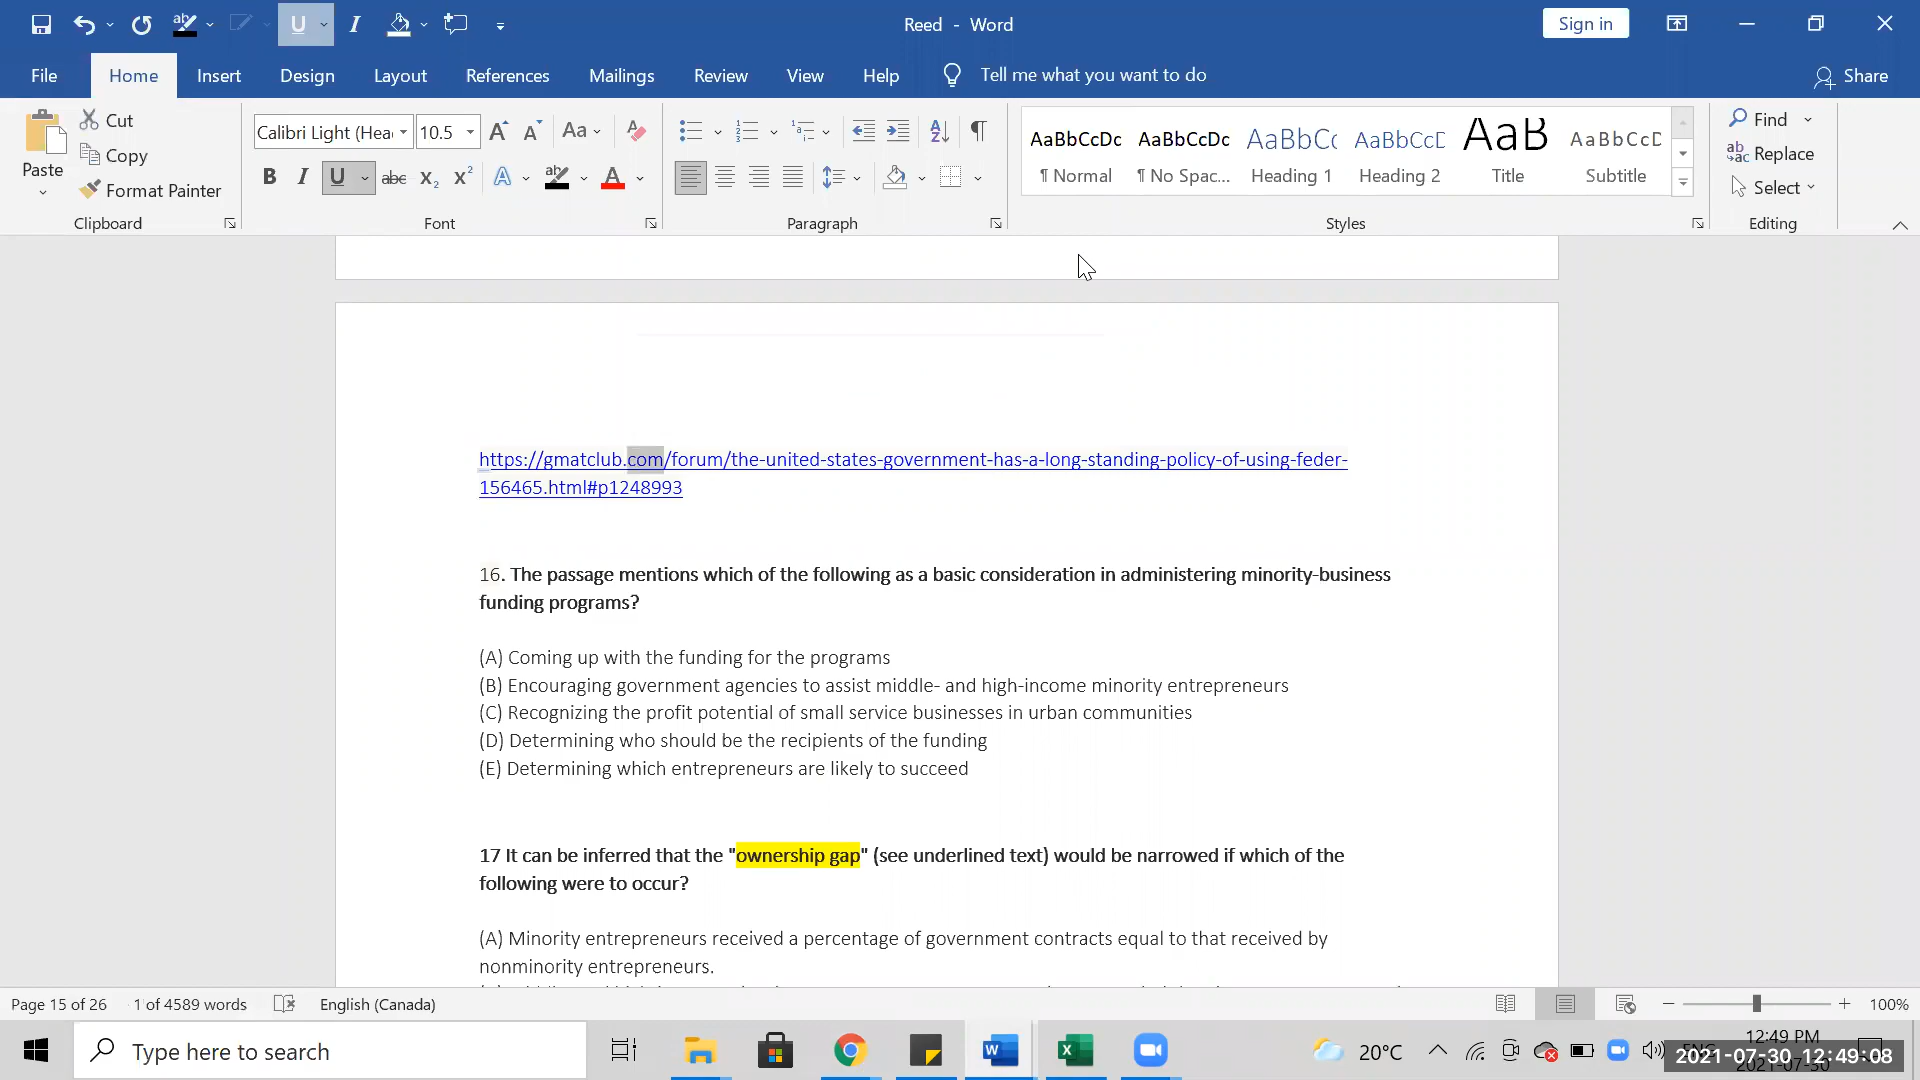 Reed - Word
Sign in
File Home Insert Design Layout References Mailings Review View Help Tell me what you want to do Share
Paste Cut Copy Format Painter Clipboard
Calibri Light (Hea 10.5 Aa
B I U abc X2 X2 A A
Font
Paragraph
AaBbCcDc ¶ Normal
AaBbCcDc ¶ No Spac...
AaBbCc Heading 1
AaBbCcD Heading 2
AaB Title
AaBbCcD Subtitle
Styles
Find
Replace
Select
Editing
https://gmatclub.com/forum/the-united-states-government-has-a-long-standing-policy-of-using-feder-
156465.html#p1248993
16. The passage mentions which of the following as a basic consideration in administering minority-business
funding programs?
(A) Coming up with the funding for the programs
(B) Encouraging government agencies to assist middle- and high-income minority entrepreneurs
(C) Recognizing the profit potential of small service businesses in urban communities
(D) Determining who should be the recipients of the funding
(E) Determining which entrepreneurs are likely to succeed
17 It can be inferred that the "ownership gap" (see underlined text) would be narrowed if which of the
following were to occur?
(A) Minority entrepreneurs received a percentage of government contracts equal to that received by
nonminority entrepreneurs.
Page 15 of 26 1 of 4589 words English (Canada) 100%
Type here to search
20°C
12:49 PM
2021-07-30 12:49:08